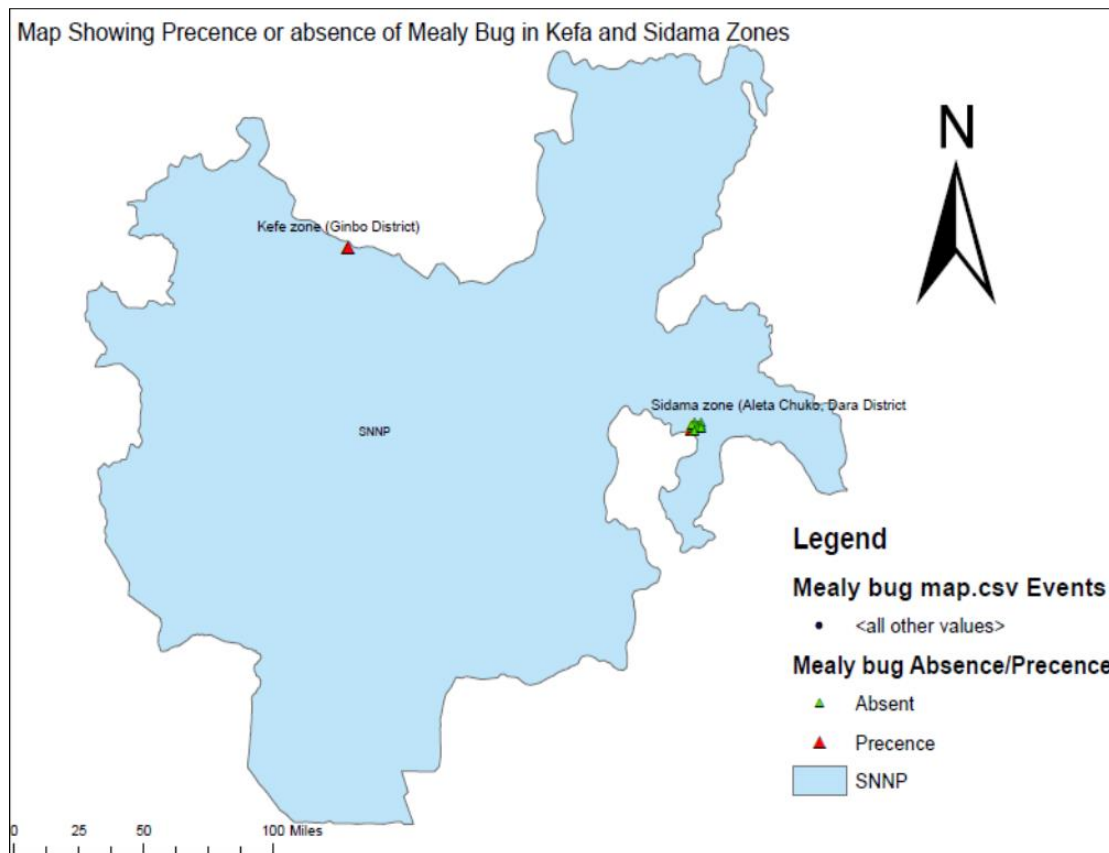 Map Showing Precence or absence of Mealy Bug in Kefa and Sidama Zones
N
Kefe zone (Ginbo District)
Sidama zone (Aleta Chuko, Dara District
SNNP
Legend
Mealy bug map.csv Events
<all other values>
Mealy bug Absence/Precence
Absent
Precence
SNNP
0 25 50 100 Miles